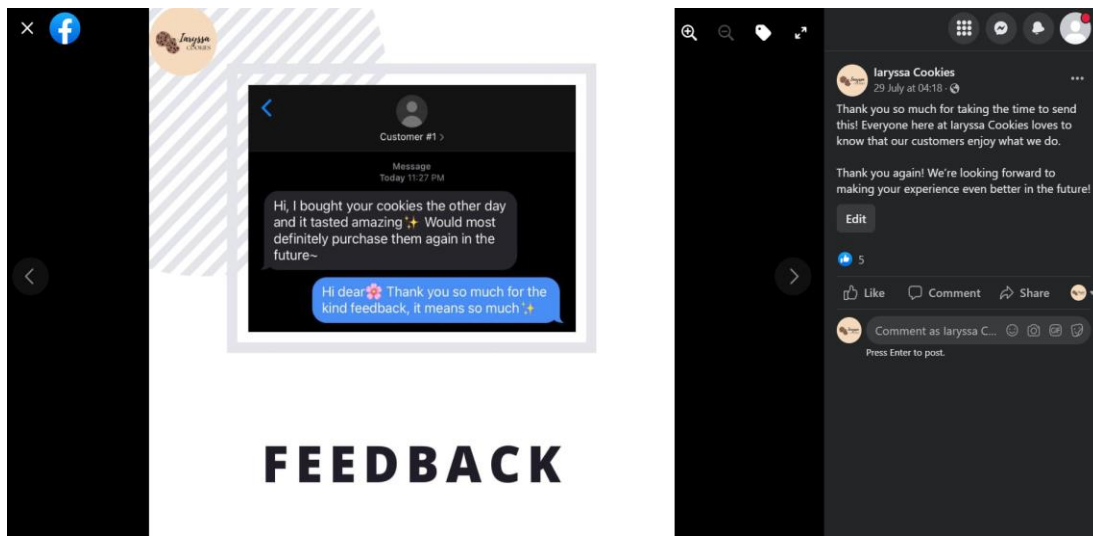 Iaryssa
COOKIES
Customer #1 >
Message
Today 11:27 PM
Hi, I bought your cookies the other day
and it tasted amazing✨ Would most
definitely purchase them again in the
future~
Hi dear🌸 Thank you so much for the
kind feedback, it means so much✨
FEEDBACK
Iaryssa Cookies
29 July at 04:18 ·
Thank you so much for taking the time to send
this! Everyone here at Iaryssa Cookies loves to
know that our customers enjoy what we do.
Thank you again! We're looking forward to
making your experience even better in the future!
Edit
5
Like Comment Share
Comment as Iaryssa C...
GIF
Press Enter to post.